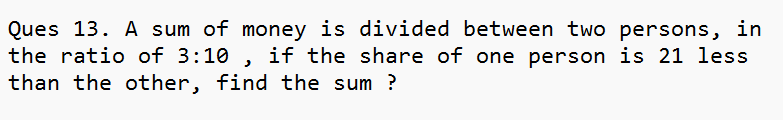 Ques 13. A sum of money is divided between two persons, in
the ratio of 3:10 , if the share of one person is 21 less
than the other, find the sum ?